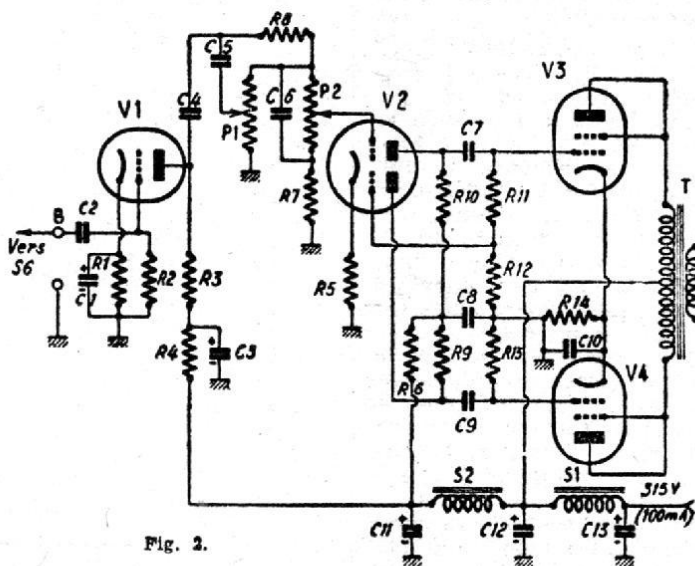 R8
C5
V3
P2
V1
C6
V2
C4
P1
C7
T
B
C2
R10
R11
Vers
S6
R7
R1
R2
R3
R5
R12
C1
C8
R14
R4
C3
R6
R9
R13
C10
V4
C9
S2
S1
315V
(100mA)
C11
C12
C13
Fig. 2.